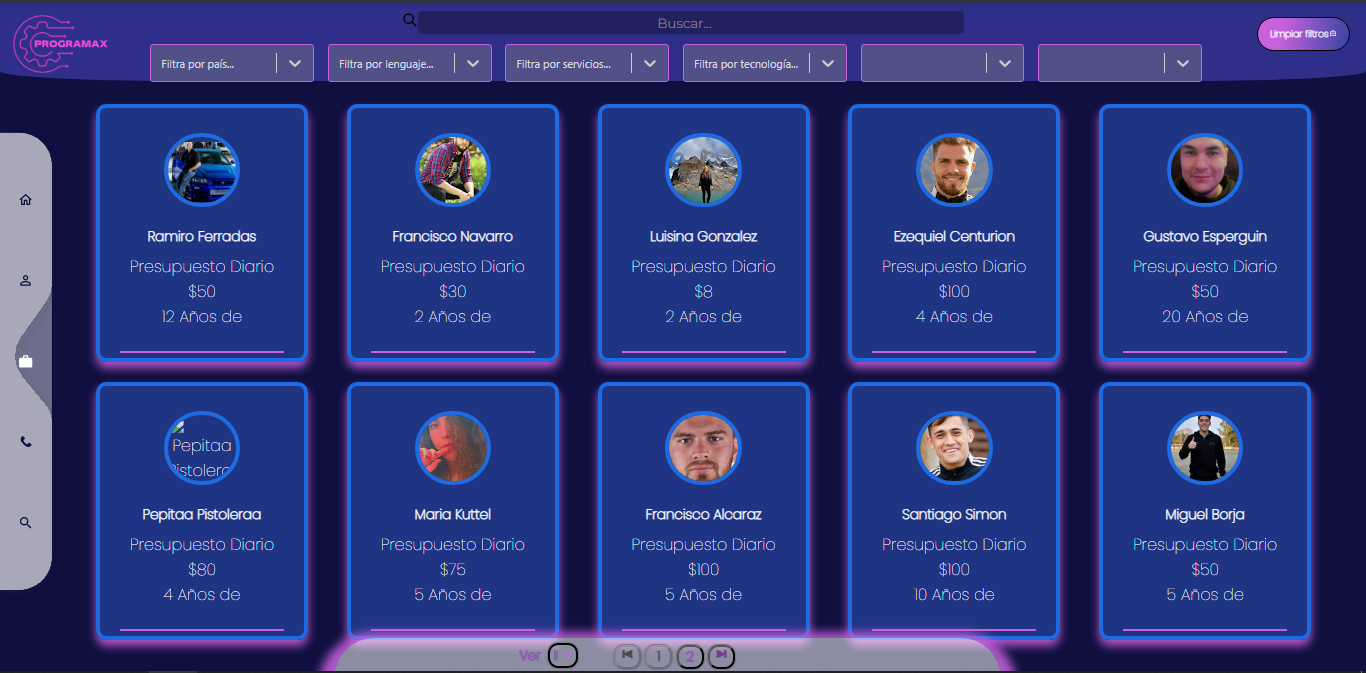 PROGRAMAX
Buscar...
Limpiar filtros
Filtra por país...
Filtra por lenguaje...
Filtra por servicios...
Filtra por tecnología...
Ramiro Ferradas
Presupuesto Diario
$50
12 Años de
Francisco Navarro
Presupuesto Diario
$30
2 Años de
Luisina Gonzalez
Presupuesto Diario
$8
2 Años de
Ezequiel Centurion
Presupuesto Diario
$100
4 Años de
Gustavo Esperguin
Presupuesto Diario
$50
20 Años de
Pepitaa
Pistolera
Pepitaa Pistoleraa
Presupuesto Diario
$80
4 Años de
Maria Kuttel
Presupuesto Diario
$75
5 Años de
Francisco Alcaraz
Presupuesto Diario
$100
5 Años de
Santiago Simon
Presupuesto Diario
$100
10 Años de
Miguel Borja
Presupuesto Diario
$50
5 Años de
Ver
1
2